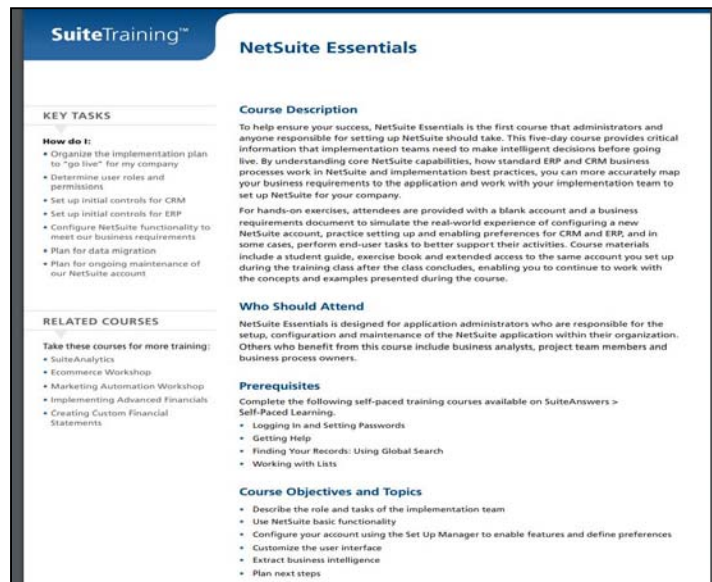 SuiteTraining™
NetSuite Essentials
KEY TASKS
How do I:
• Organize the implementation plan
to "go live" for my company
• Determine user roles and
permissions
• Set up initial controls for CRM
• Set up initial controls for ERP
• Configure NetSuite functionality to
meet our business requirements
• Plan for data migration
• Plan for ongoing maintenance of
our NetSuite account
RELATED COURSES
Take these courses for more training:
• SuiteAnalytics
• Ecommerce Workshop
• Marketing Automation Workshop
• Implementing Advanced Financials
• Creating Custom Financial
Statements
Course Description
To help ensure your success, NetSuite Essentials is the first course that administrators and
anyone responsible for setting up NetSuite should take. This five-day course provides critical
information that implementation teams need to make intelligent decisions before going
live. By understanding core NetSuite capabilities, how standard ERP and CRM business
processes work in NetSuite and implementation best practices, you can more accurately map
your business requirements to the application and work with your implementation team to
set up NetSuite for your company.
For hands-on exercises, attendees are provided with a blank account and a business
requirements document to simulate the real-world experience of configuring a new
NetSuite account, practice setting up and enabling preferences for CRM and ERP, and in
some cases, perform end-user tasks to better support their activities. Course materials
include a student guide, exercise book and extended access to the same account you set up
during the training class after the class concludes, enabling you to continue to work with
the concepts and examples presented during the course.
Who Should Attend
NetSuite Essentials is designed for application administrators who are responsible for the
setup, configuration and maintenance of the NetSuite application within their organization.
Others who benefit from this course include business analysts, project team members and
business process owners.
Prerequisites
Complete the following self-paced training courses available on SuiteAnswers >
Self-Paced Learning.
• Logging In and Setting Passwords
• Getting Help
• Finding Your Records: Using Global Search
• Working with Lists
Course Objectives and Topics
• Describe the role and tasks of the implementation team
• Use NetSuite basic functionality
• Configure your account using the Set Up Manager to enable features and define preferences
• Customize the user interface
• Extract business intelligence
• Plan next steps